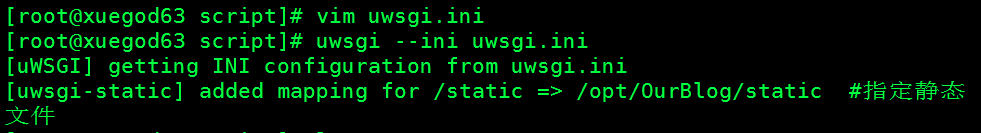 [root@xuegod63 script]# vim uwsgi.ini
[root@xuegod63 script]# uwsgi --ini uwsgi.ini
[uWSGI] getting INI configuration from uwsgi.ini
[uwsgi-static] added mapping for /static => /opt/OurBlog/static  #指定静态
文件